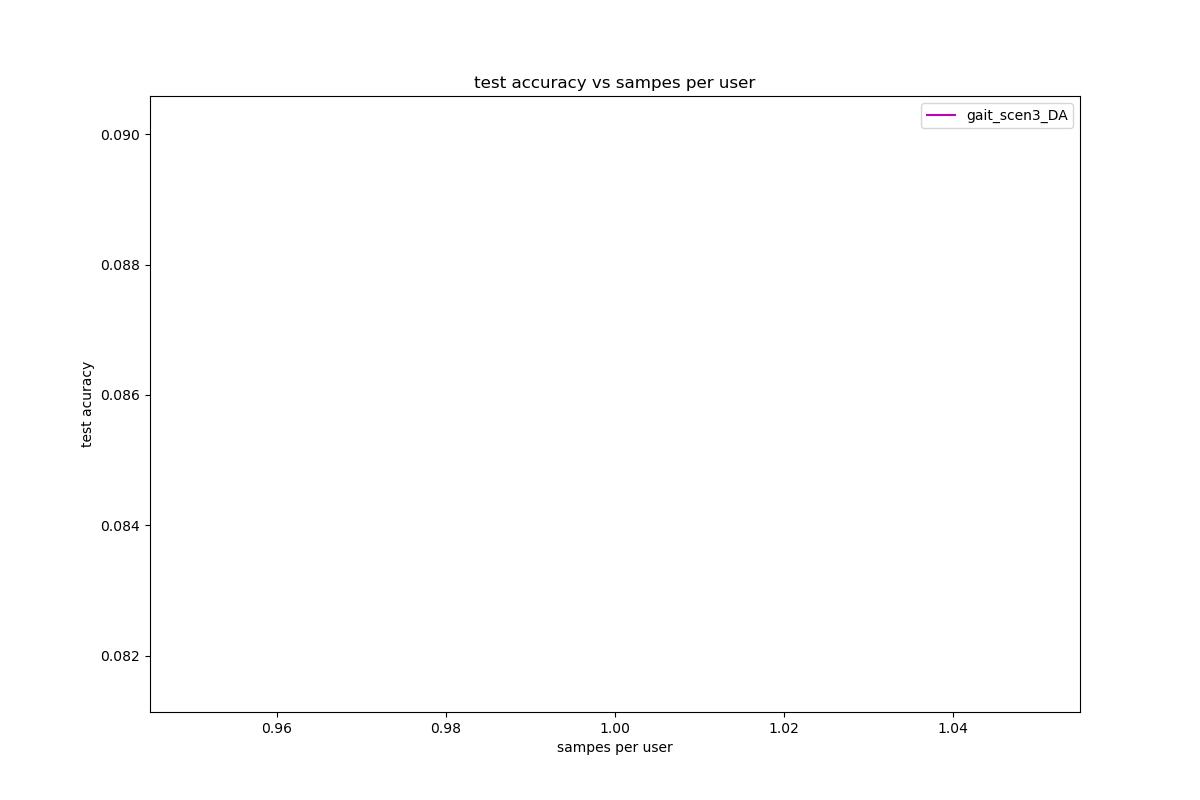 test accuracy vs sampes per user
gait_scen3_DA
0.090
0.088
0.086
0.084
0.082
test acuracy
0.96
0.98
1.00
1.02
1.04
sampes per user